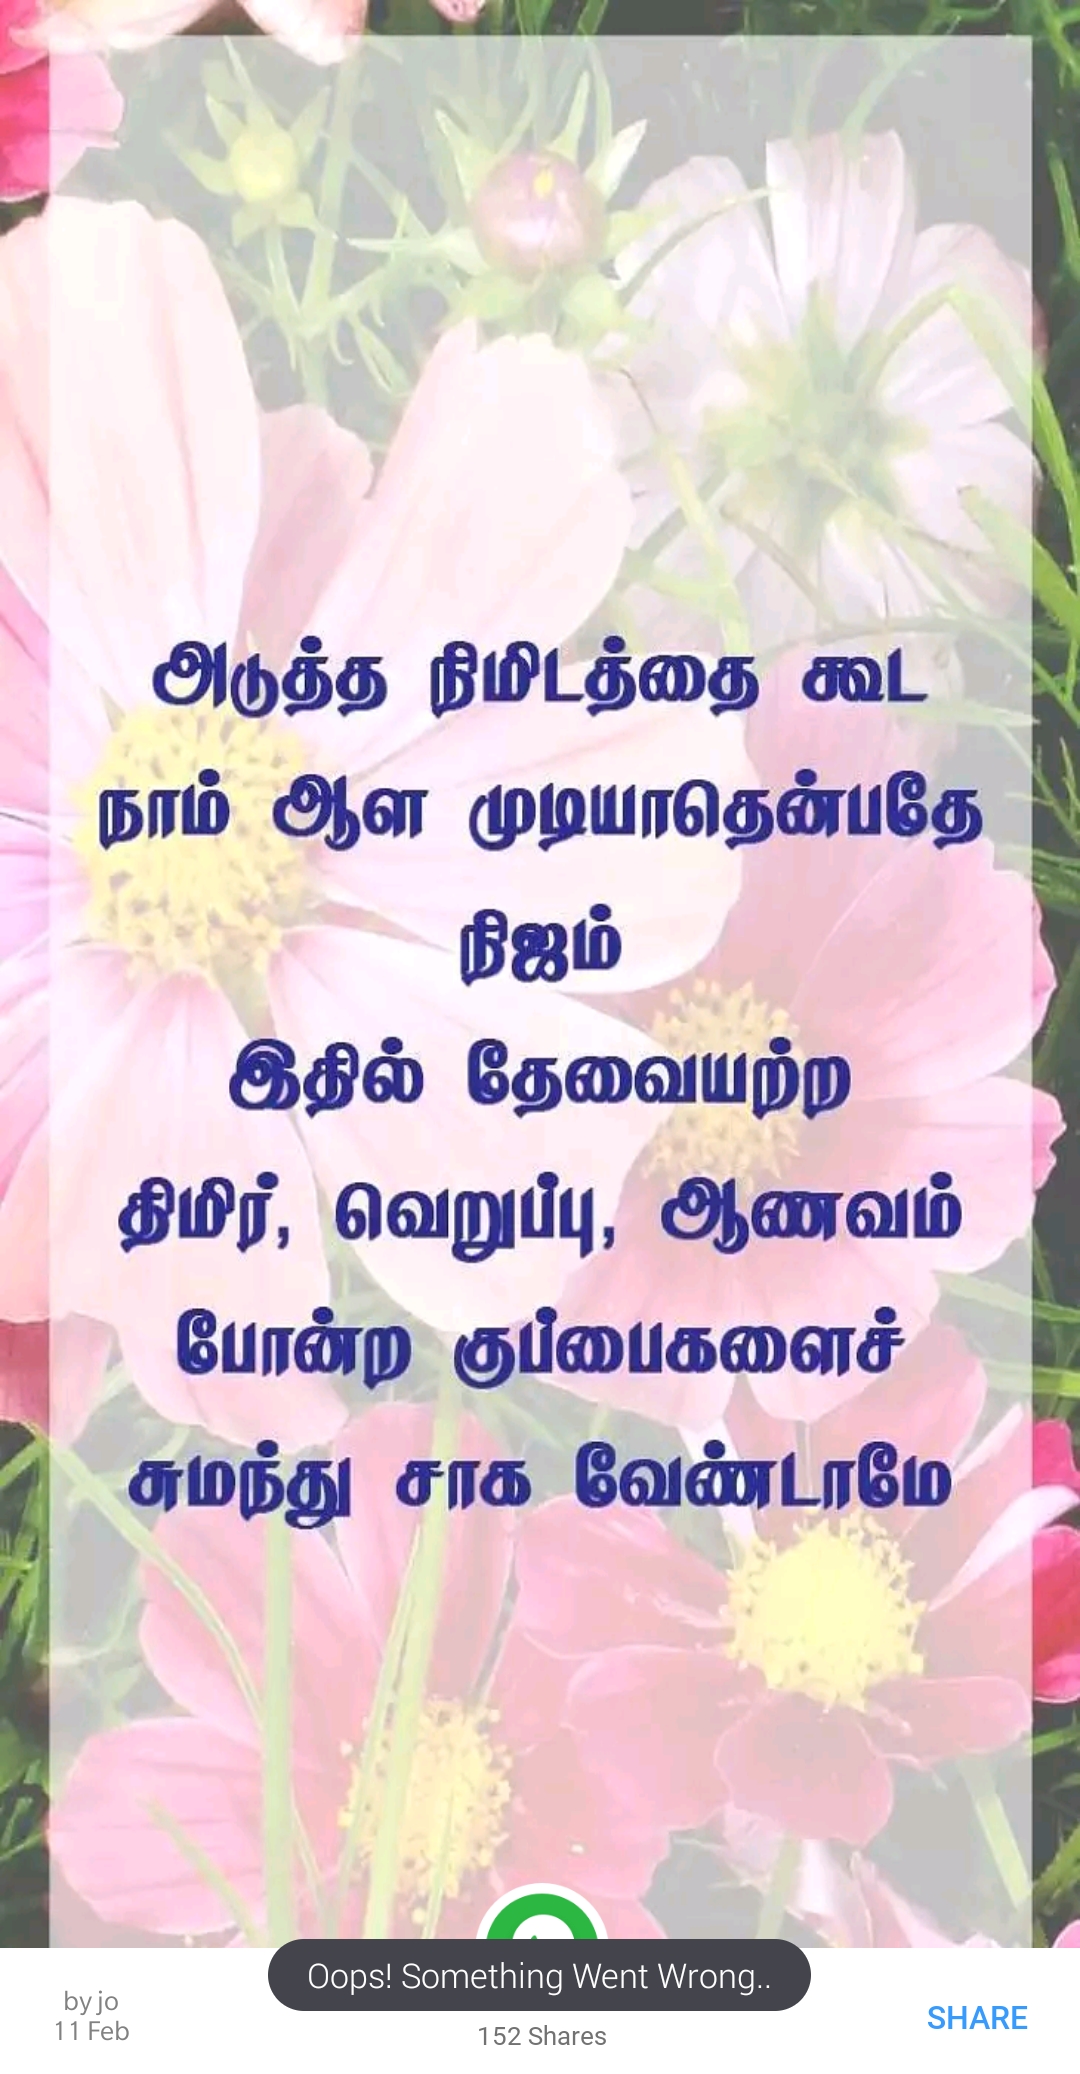 அடுத்த நிமிடத்தை கூட
நாம் ஆள முடியாதென்பதே
நிஜம்
இதில் தேவையற்ற
திமிர், வெறுப்பு, ஆணவம்
போன்ற குப்பைகளைச்
சுமந்து சாக வேண்டாமே
Oops! Something Went Wrong..
by jo
11 Feb
152 Shares
SHARE